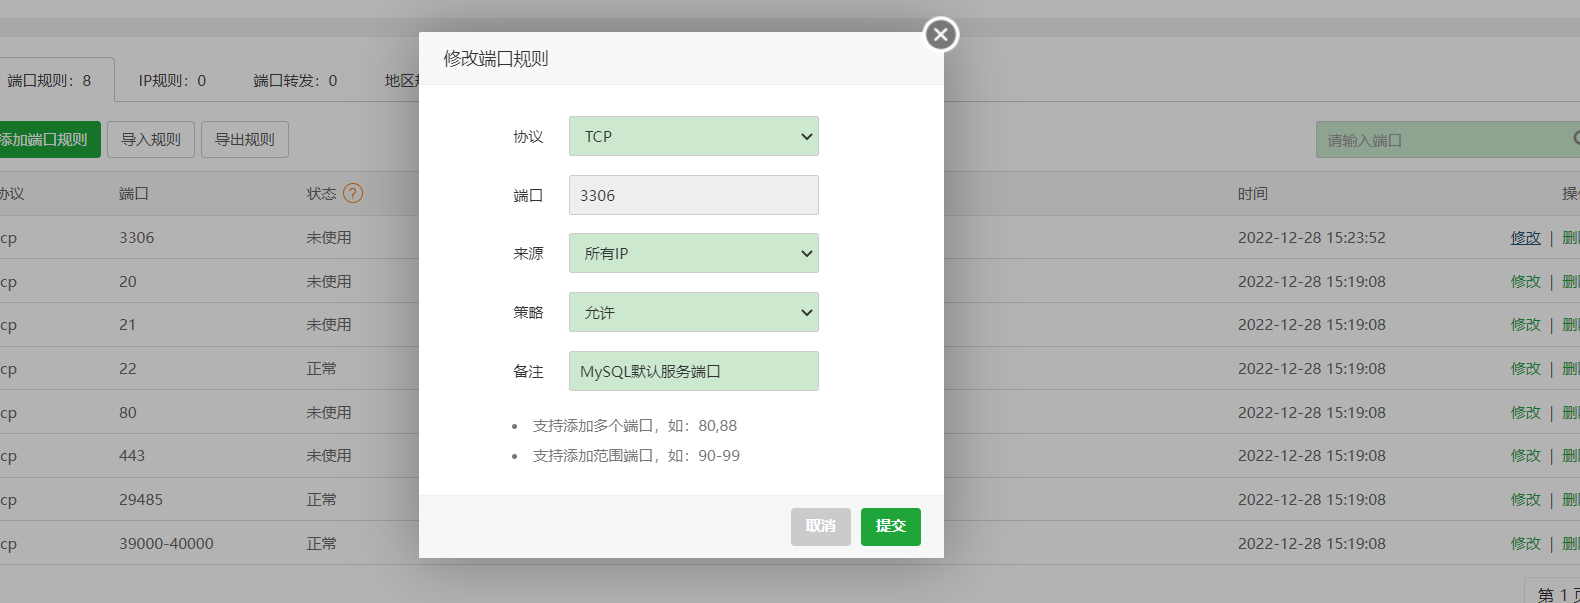 修改端口规则
端口规则：8 IP规则：0 端口转发：0 地区
添加端口规则 导入规则 导出规则 请输入端口
协议 端口 状态 ? 时间
cp 3306 未使用 2022-12-28 15:23:52 修改 |
cp 20 未使用 2022-12-28 15:19:08 修改 |
cp 21 未使用 2022-12-28 15:19:08 修改 |
cp 22 正常 2022-12-28 15:19:08 修改 |
cp 80 未使用 2022-12-28 15:19:08 修改 |
cp 443 未使用 2022-12-28 15:19:08 修改 |
cp 29485 正常 2022-12-28 15:19:08 修改 |
cp 39000-40000 正常 2022-12-28 15:19:08 修改 |
第 1
协议 TCP
端口 3306
来源 所有IP
策略 允许
备注 MySQL默认服务端口
支持添加多个端口，如：80,88
支持添加范围端口，如：90-99
取消 提交